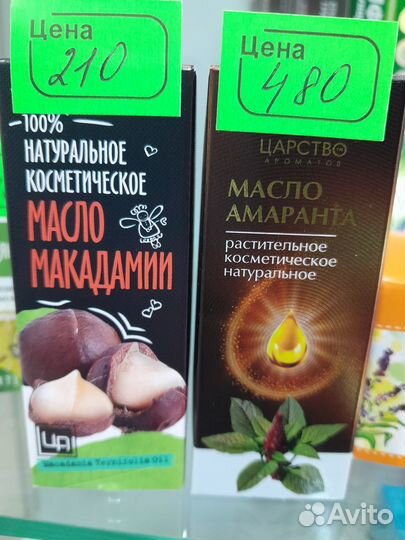 Цена
210
100%
НАТУРАЛЬНОЕ
КОСМЕТИЧЕСКОЕ
МАСЛО
МАКАДАМИИ
ЦА
Macadamia Ternifolia Oil
Цена
480
ЦАРСТВО
АРОМАТОВ
МАСЛО
АМАРАНТА
растительное
косметическое
натуральное
Avito